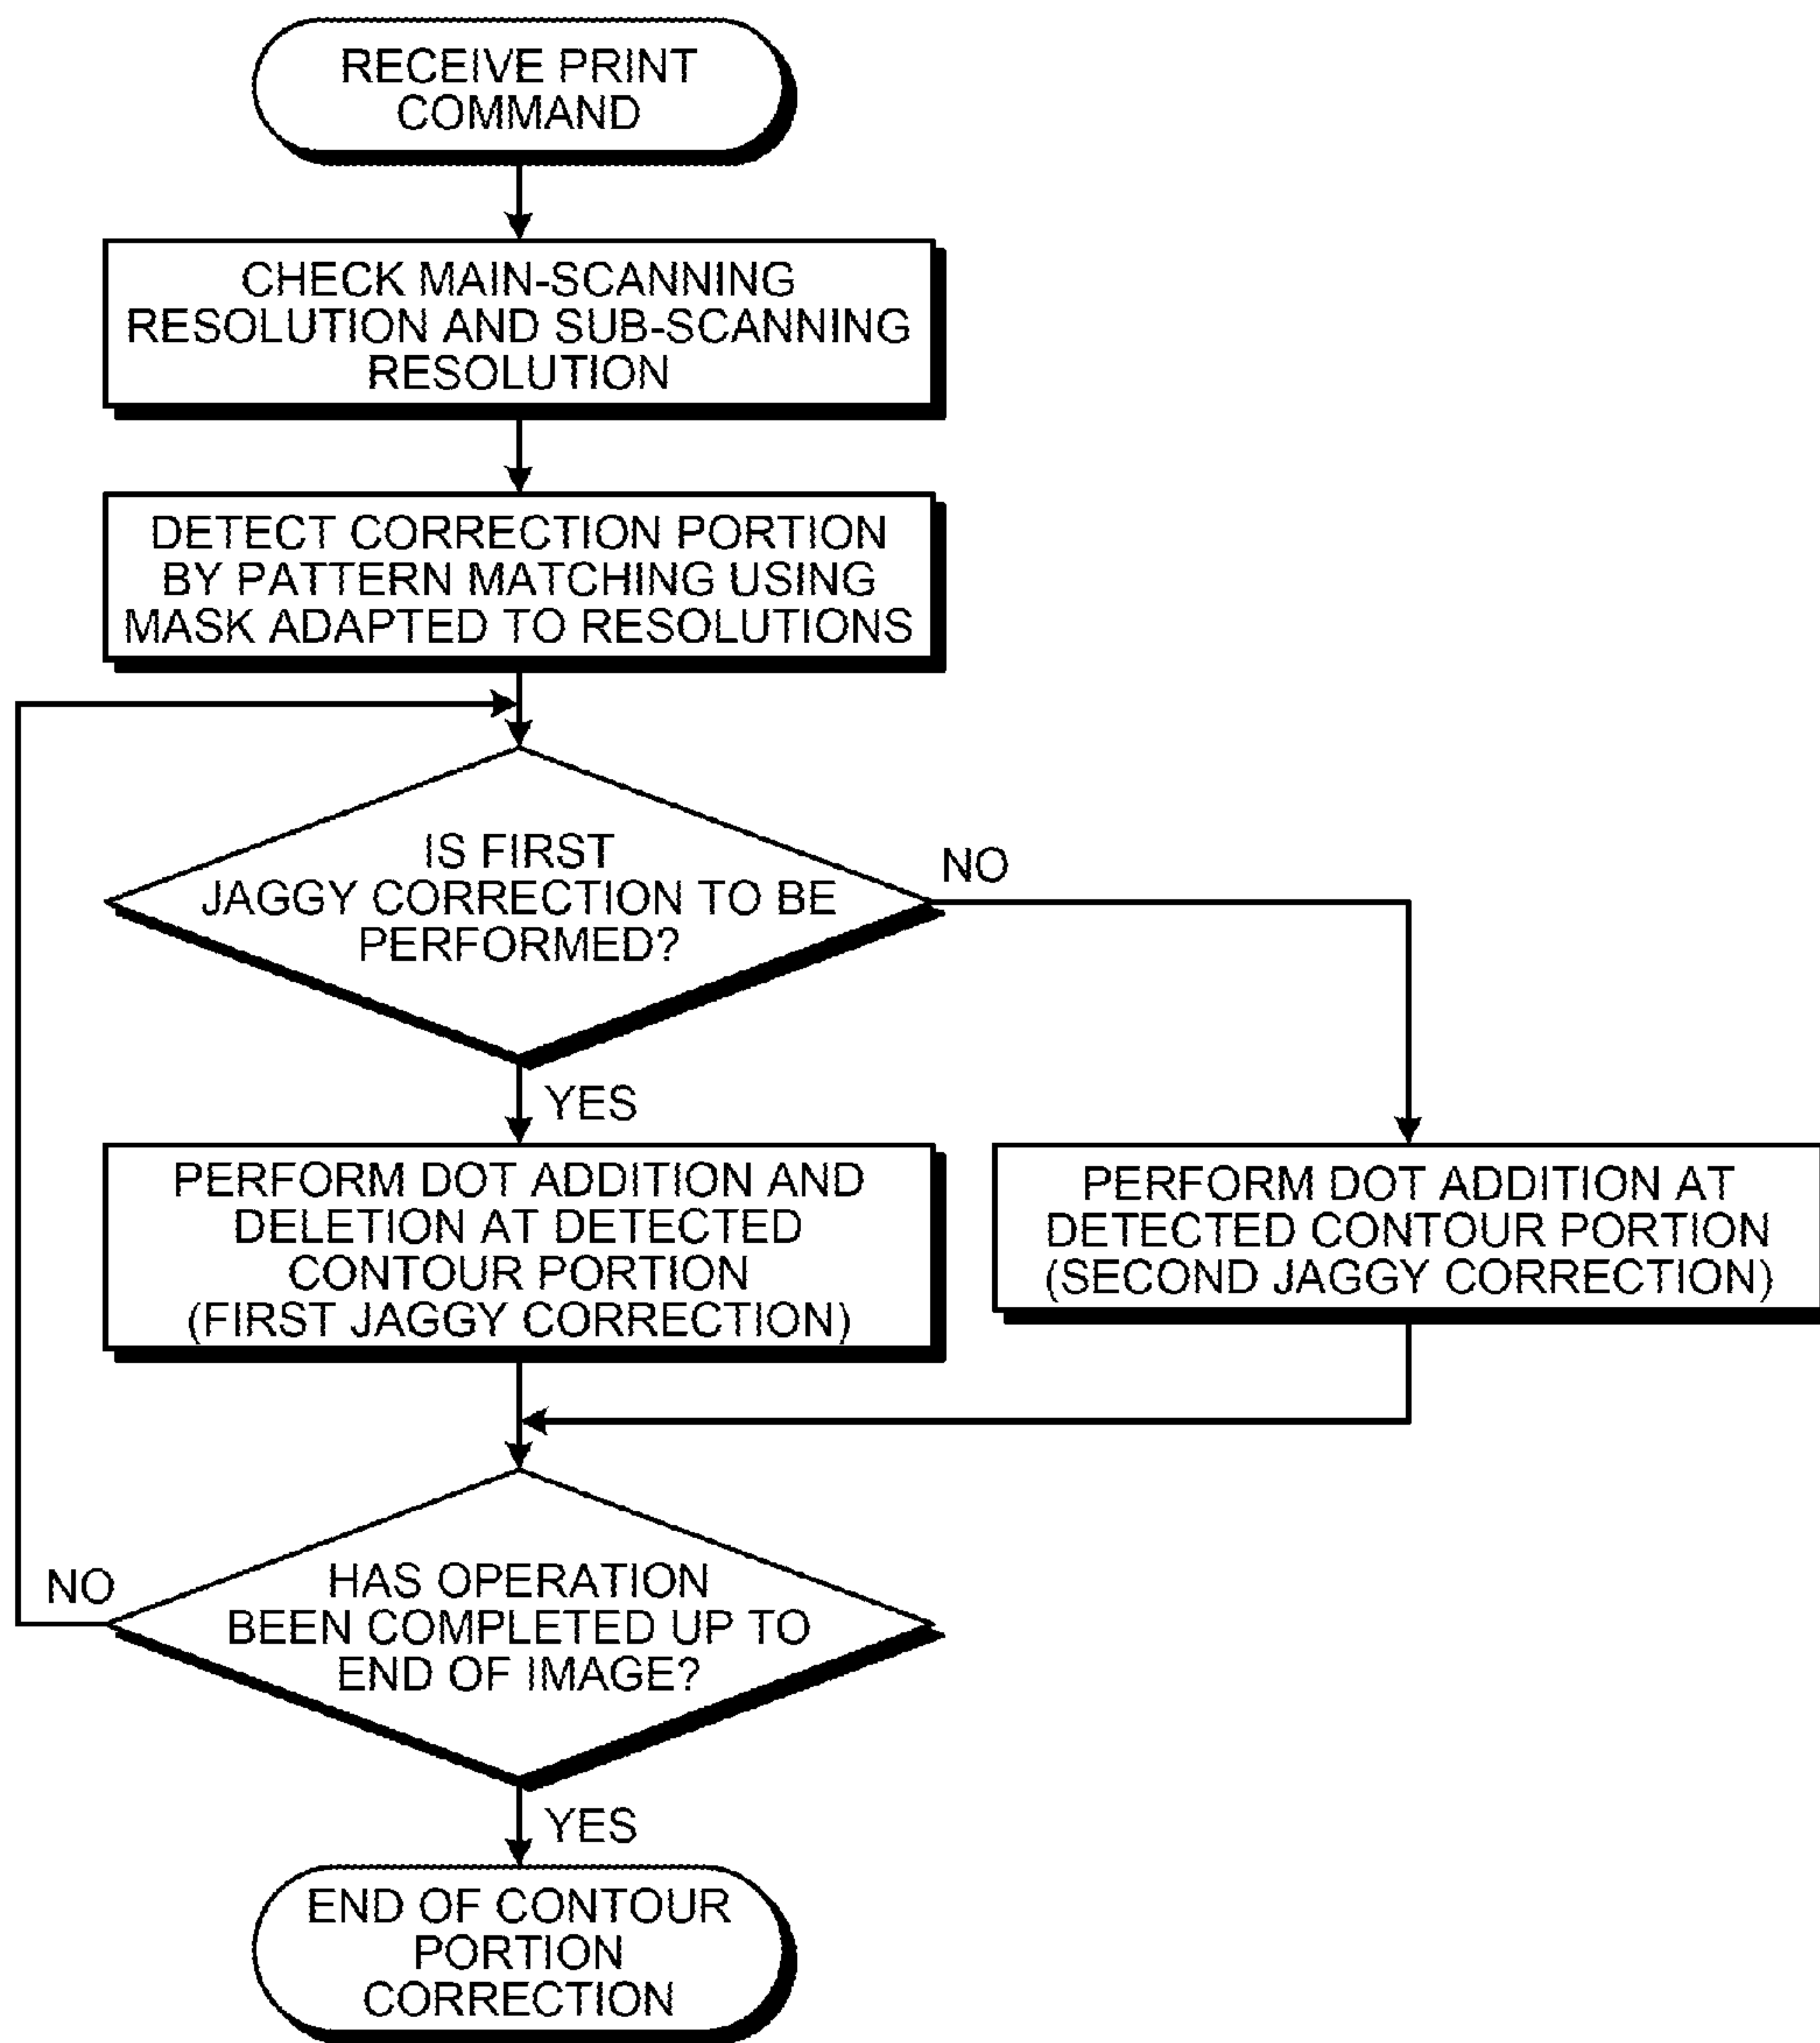 RECEIVE PRINT
COMMAND
CHECK MAIN-SCANNING
RESOLUTION AND SUB-SCANNING
RESOLUTION
DETECT CORRECTION PORTION
BY PATTERN MATCHING USING
MASK ADAPTED TO RESOLUTIONS
IS FIRST
JAGGY CORRECTION TO BE
PERFORMED?
NO
YES
PERFORM DOT ADDITION AND
DELETION AT DETECTED
CONTOUR PORTION
(FIRST JAGGY CORRECTION)
PERFORM DOT ADDITION AT
DETECTED CONTOUR PORTION
(SECOND JAGGY CORRECTION)
HAS OPERATION
BEEN COMPLETED UP TO
END OF IMAGE?
NO
YES
END OF CONTOUR
PORTION
CORRECTION